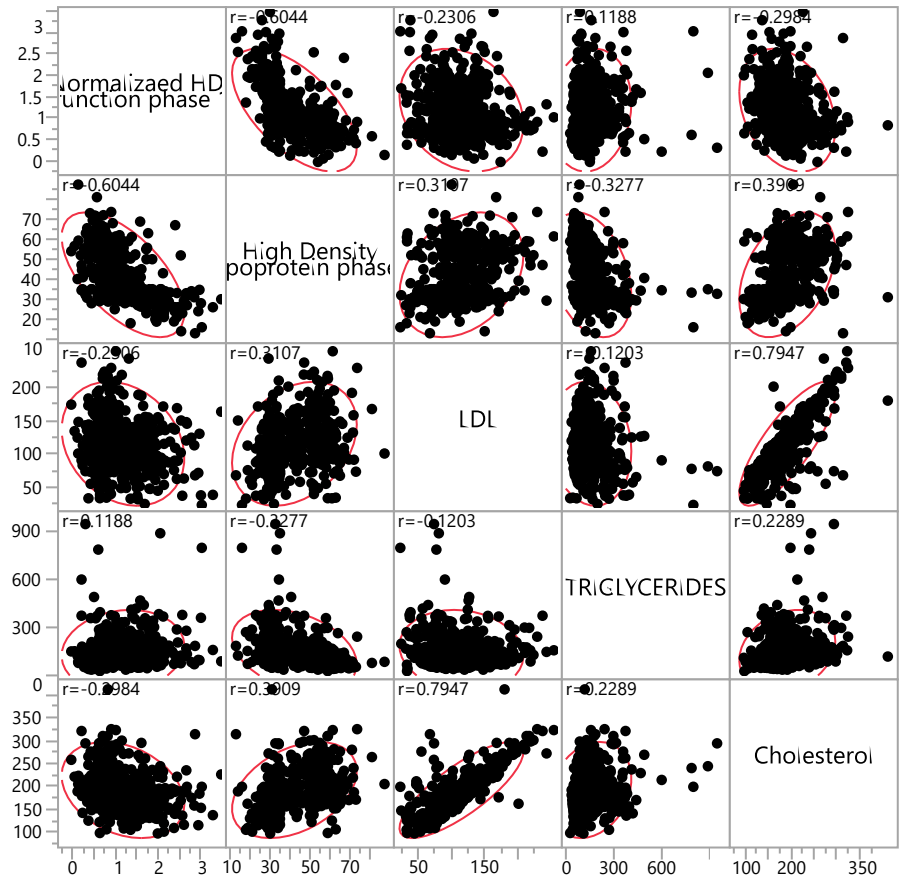 r=-0.6044
r=-0.2306
r=0.1188
r=-0.2984
3
2.5
2
1.5
1
0.5
0
Normalizaed HD
unction phase
r=-0.6044
r=0.3107
r=-0.3277
r=0.3909
70
60
50
40
30
20
10
High Density
poprotein phase
r=-0.2306
r=0.3107
r=-0.1203
r=0.7947
200
150
100
50
LDL
r=0.1188
r=-0.3277
r=-0.1203
r=0.2289
900
600
300
0
TRIGLYCERIDES
r=-0.2984
r=0.3909
r=0.7947
r=0.2289
350
300
250
200
150
100
Cholesterol
0 1 2 3 10 30 50 70 50 150 0 300 600 100 200 350